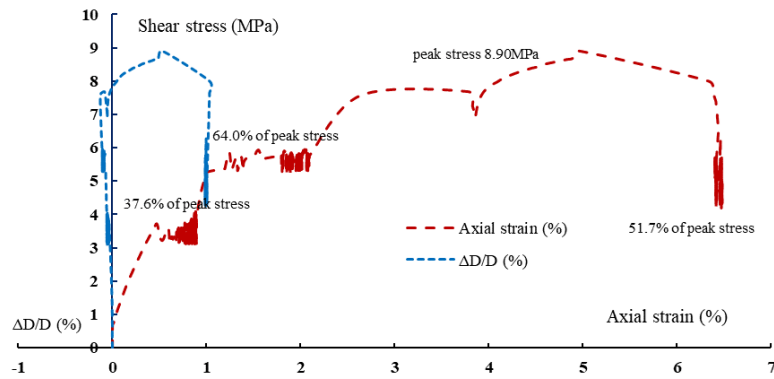 Shear stress (MPa)
10
9
8
7
6
5
4
3
2
1
0
peak stress 8.90MPa
64.0% of peak stress
37.6% of peak stress
51.7% of peak stress
Axial strain (%)
ΔD/D (%)
ΔD/D (%)
Axial strain (%)
-1 0 1 2 3 4 5 6 7